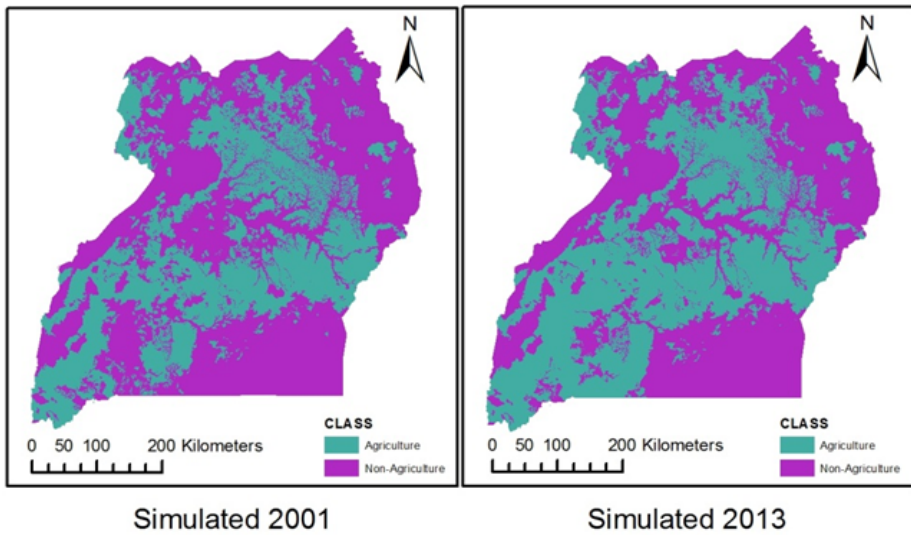 N
CLASS
Agriculture
Non-Agriculture
0 50 100 200 Kilometers
Simulated 2001
N
CLASS
Agriculture
Non-Agriculture
0 50 100 200 Kilometers
Simulated 2013